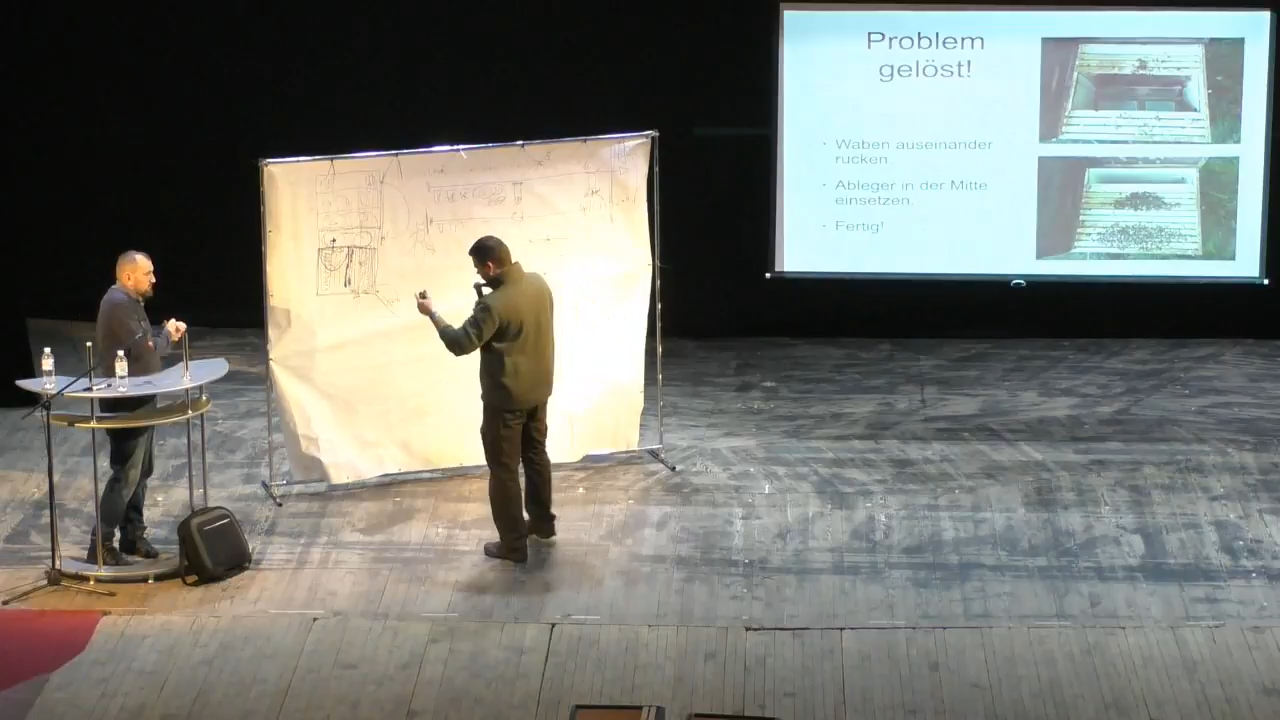 Problem
gelöst!
· Waben auseinander
rucken.
· Ableger in der Mitte
einsetzen.
· Fertig!